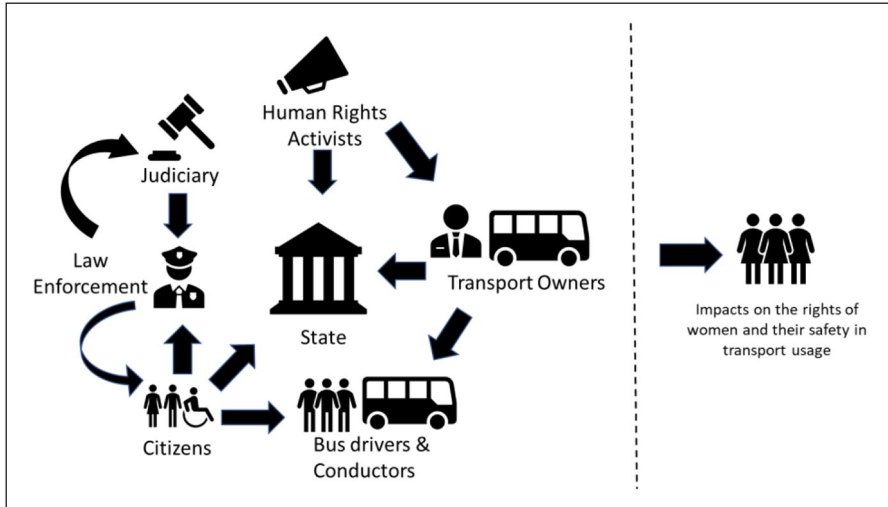 Human Rights
Activists
Judiciary
Law
Enforcement
Transport Owners
State
Citizens
Bus drivers &
Conductors
Impacts on the rights of
women and their safety in
transport usage